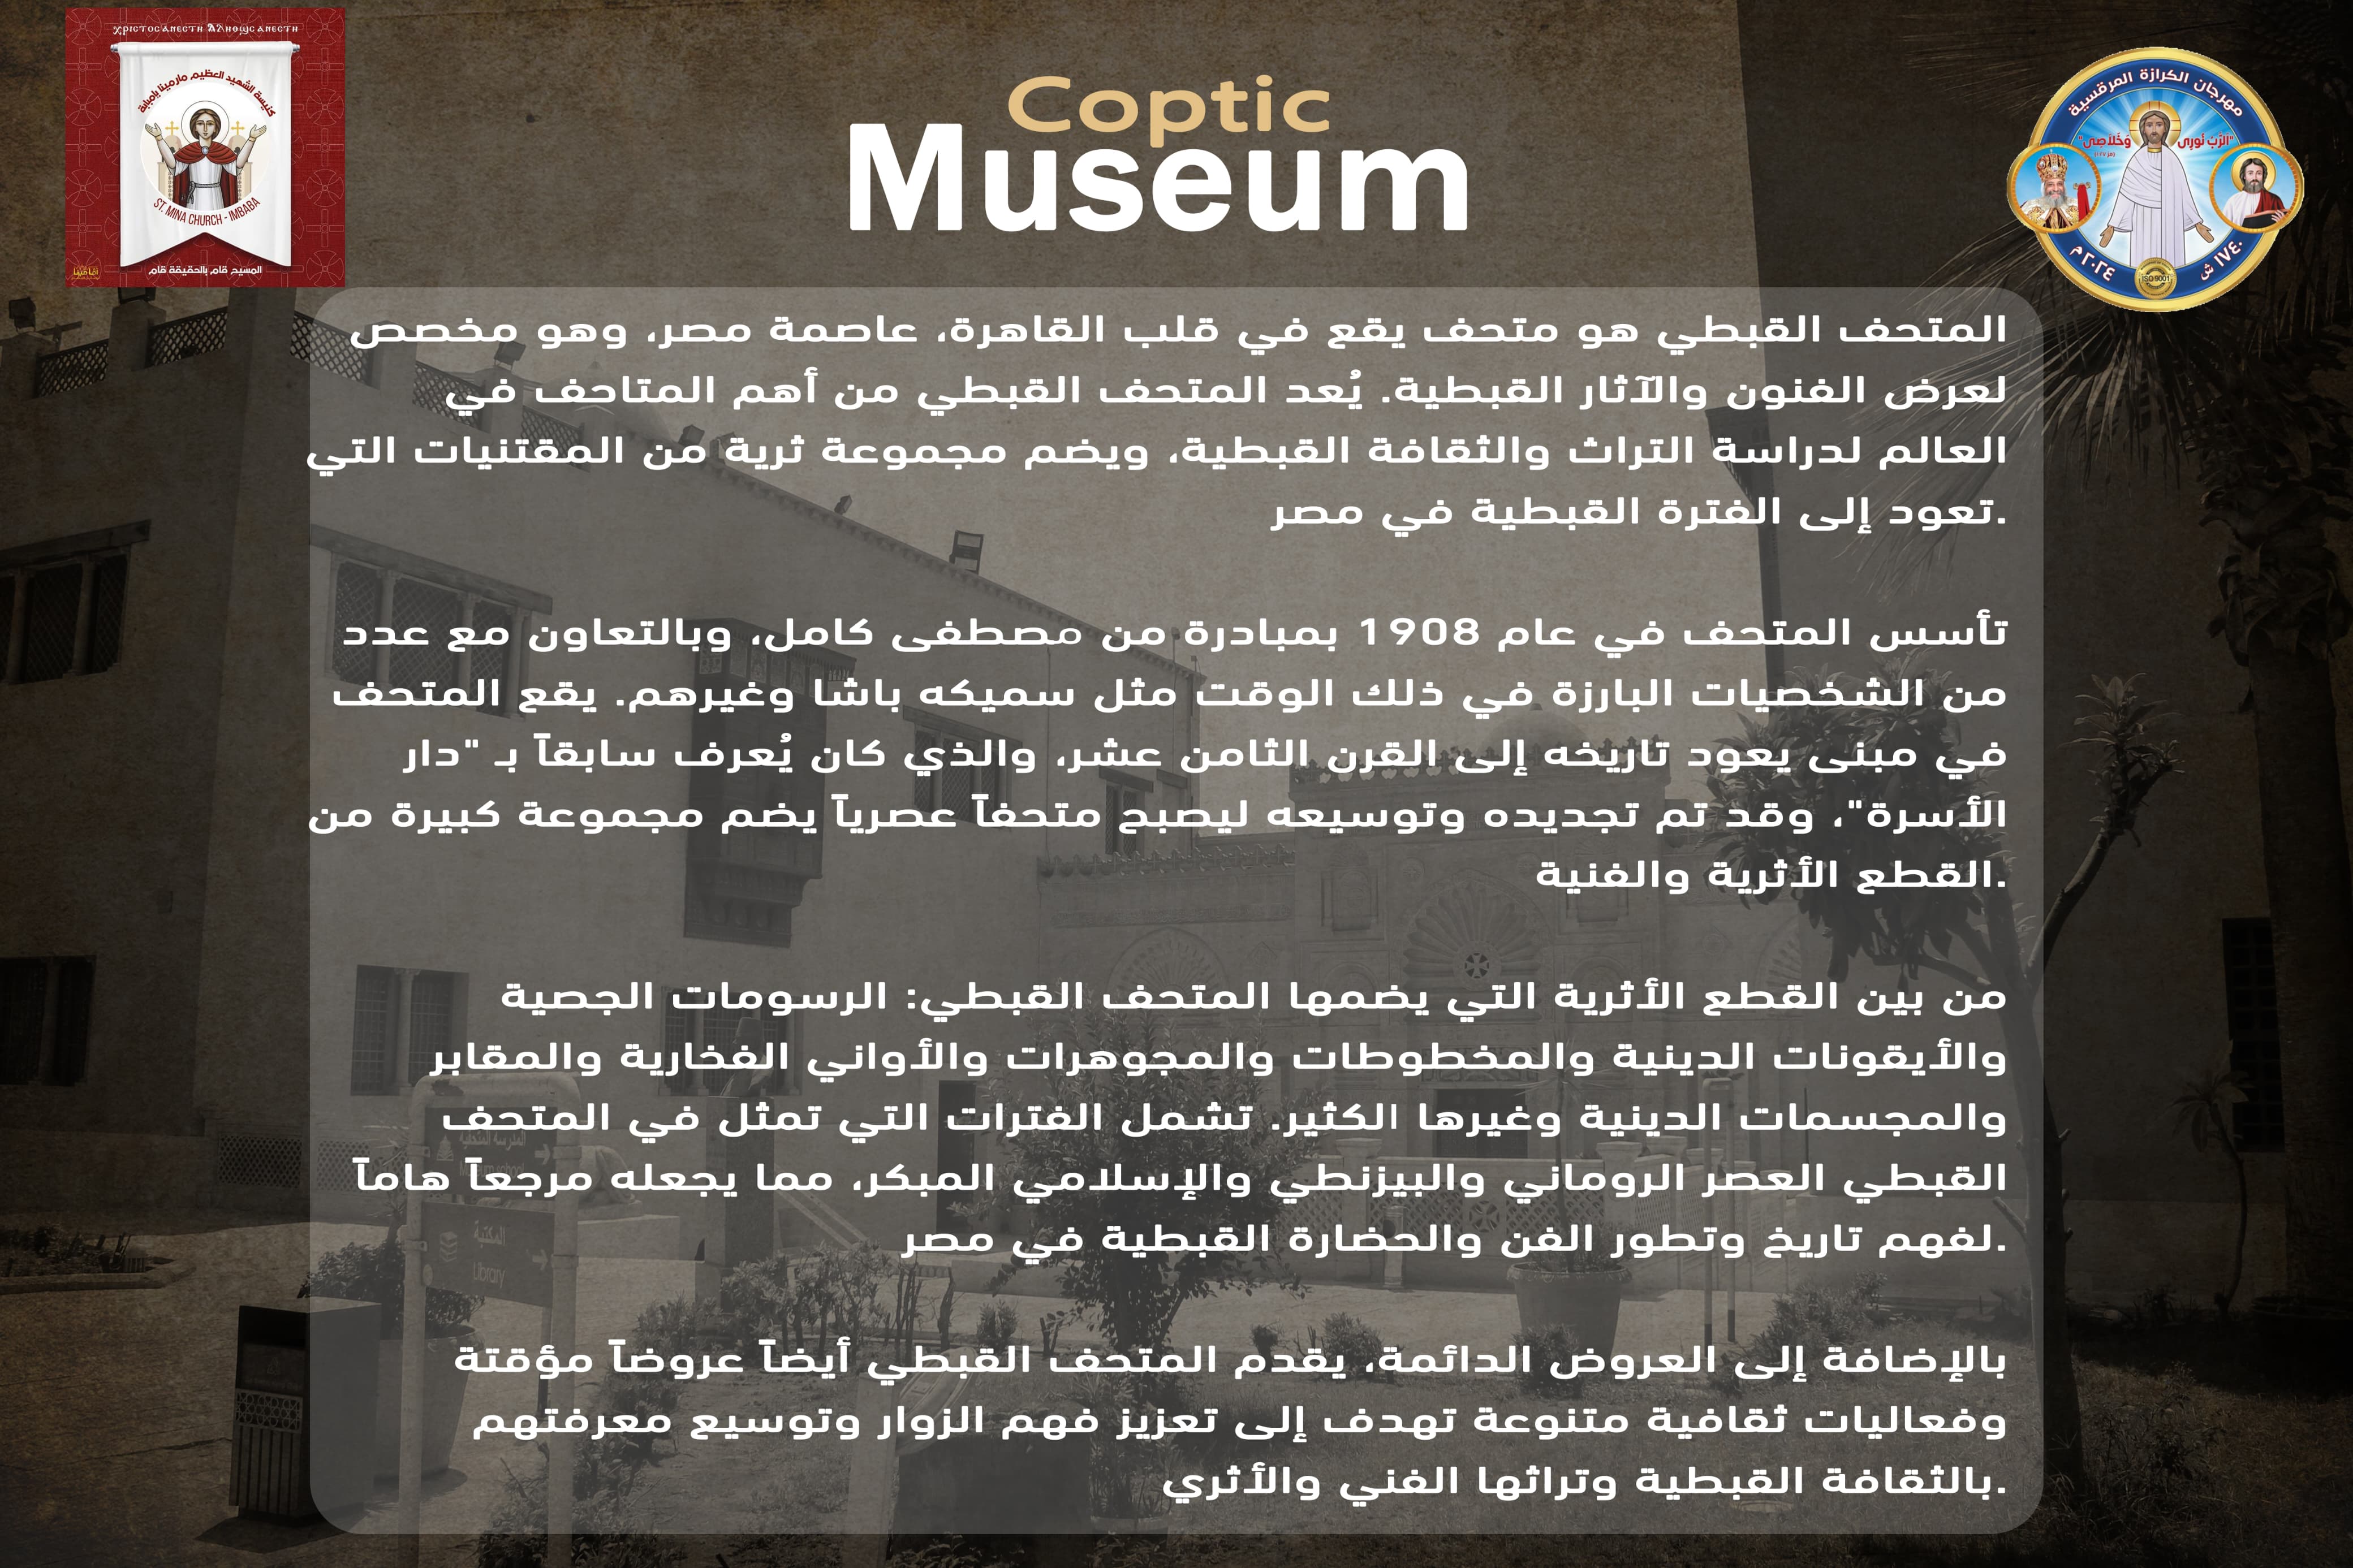 ⲭⲣⲓⲥⲧⲟⲥ ⲁⲛⲉⲥⲧⲏ ⲁⲗⲏⲑⲱⲥ ⲁⲛⲉⲥⲧⲏ
كنيسة الشهيد العظيم مارمينا بإمبابة
ST. MINA CHURCH - IMBABA
المسيح قام بالحقيقة قام
Coptic
Museum
مهرجان الكرازة المرقسية
"الرَّبُّ نُورِي وَخَلَاصِي"
٢٠٢٤ م
١٧٤٠ ش
ISO 9001
المتحف القبطي هو متحف يقع في قلب القاهرة، عاصمة مصر، وهو مخصص
لعرض الفنون والآثار القبطية. يُعد المتحف القبطي من أهم المتاحف في
العالم لدراسة التراث والثقافة القبطية، ويضم مجموعة ثرية من المقتنيات التي
.تعود إلى الفترة القبطية في مصر
تأسس المتحف في عام 1908 بمبادرة من مصطفى كامل، وبالتعاون مع عدد
من الشخصيات البارزة في ذلك الوقت مثل سميكه باشا وغيرهم. يقع المتحف
في مبنى يعود تاريخه إلى القرن الثامن عشر، والذي كان يُعرف سابقاً بـ "دار
الأسرة"، وقد تم تجديده وتوسيعه ليصبح متحفاً عصرياً يضم مجموعة كبيرة من
.القطع الأثرية والفنية
من بين القطع الأثرية التي يضمها المتحف القبطي: الرسومات الجصية
والأيقونات الدينية والمخطوطات والمجوهرات والأواني الفخارية والمقابر
والمجسمات الدينية وغيرها الكثير. تشمل الفترات التي تمثل في المتحف
القبطي العصر الروماني والبيزنطي والإسلامي المبكر، مما يجعله مرجعاً هاماً
.لفهم تاريخ وتطور الفن والحضارة القبطية في مصر
بالإضافة إلى العروض الدائمة، يقدم المتحف القبطي أيضاً عروضاً مؤقتة
وفعاليات ثقافية متنوعة تهدف إلى تعزيز فهم الزوار وتوسيع معرفتهم
.بالثقافة القبطية وتراثها الفني والأثري
المدرسة المتحفية
Museum school
المكتبة
Library